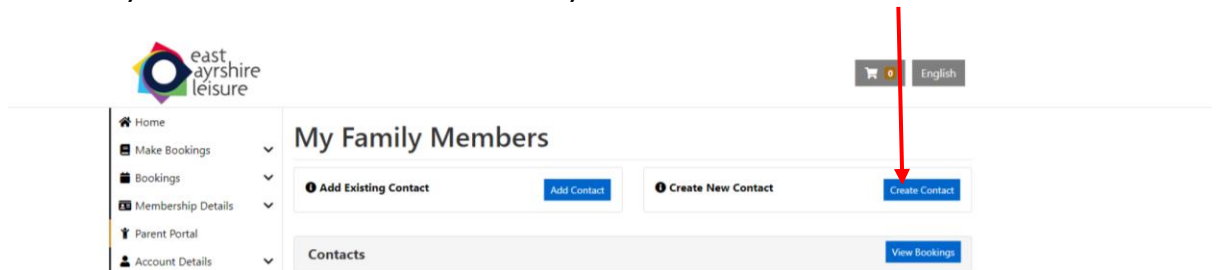 east
ayrshire
leisure
0
English
Home
Make Bookings
Bookings
Membership Details
Parent Portal
Account Details
My Family Members
Add Existing Contact
Add Contact
Create New Contact
Create Contact
Contacts
View Bookings